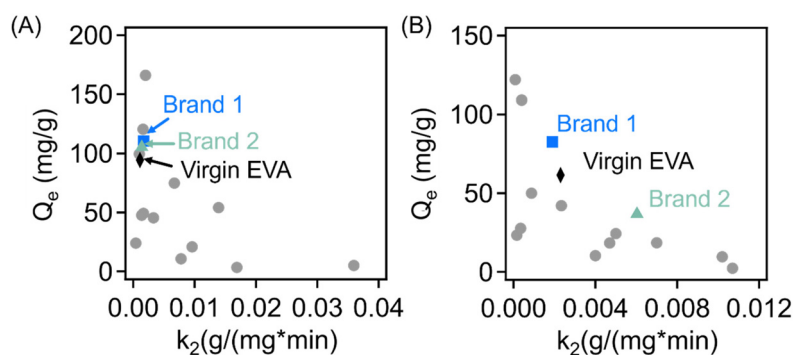 (A)
200
150
100
50
0
Qe (mg/g)
Brand 1
Brand 2
Virgin EVA
0.00 0.01 0.02 0.03 0.04
k2(g/(mg*min)
(B)
150
100
50
0
Qe (mg/g)
Brand 1
Virgin EVA
Brand 2
0.000 0.004 0.008 0.012
k2(g/(mg*min)